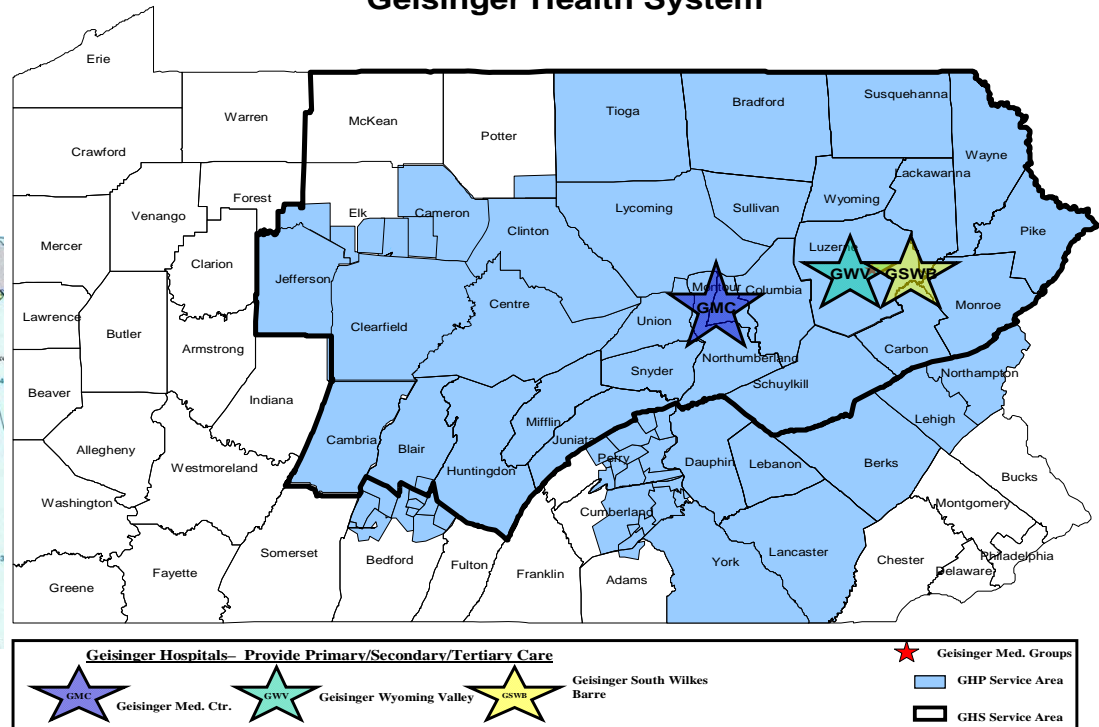 Geisinger Health System
Erie
Warren
McKean
Potter
Tioga
Bradford
Susquehanna
Crawford
Wayne
Lackawanna
Forest
Elk
Cameron
Venango
Lycoming
Sullivan
Wyoming
Mercer
Clinton
Pike
Clarion
Jefferson
Luzerne
GWV
GSWB
Montour
Columbia
GMC
Centre
Monroe
Lawrence
Butler
Clearfield
Union
Armstrong
Northumberland
Carbon
Snyder
Northampton
Schuylkill
Beaver
Indiana
Lehigh
Mifflin
Cambria
Juniata
Allegheny
Blair
Perry
Westmoreland
Huntingdon
Dauphin
Lebanon
Berks
Bucks
Washington
Montgomery
Cumberland
Somerset
Bedford
Lancaster
Philadelphia
Fulton
York
Chester
Delaware
Fayette
Franklin
Adams
Greene
Geisinger Hospitals– Provide Primary/Secondary/Tertiary Care
GMC
Geisinger Med. Ctr.
GWV
Geisinger Wyoming Valley
GSWB
Geisinger South Wilkes
Barre
Geisinger Med. Groups
GHP Service Area
GHS Service Area